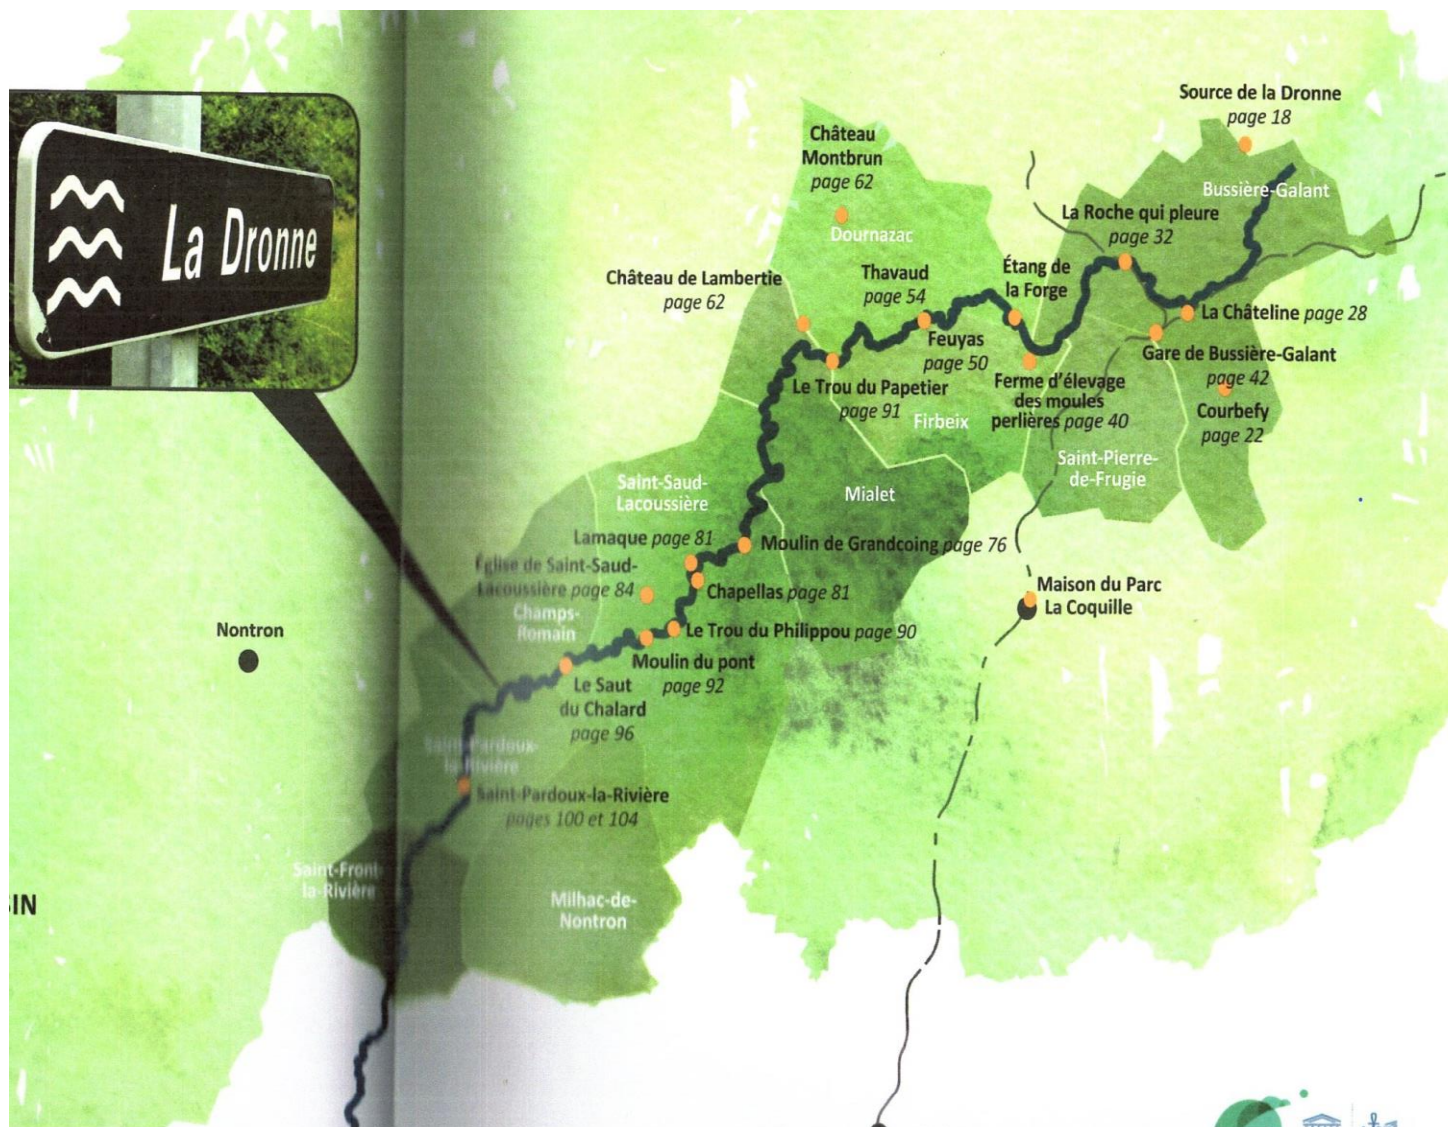 Source de la Dronne
page 18
Château
Montbrun
page 62
Bussière-Galant
La Roche qui pleure
page 32
Dournazac
La Dronne
Château de Lambertie
page 62
Thavaud
page 54
Étang de
la Forge
La Châteline page 28
Feuyas
page 50
Gare de Bussière-Galant
page 42
Le Trou du Papetier
page 91
Ferme d'élevage
des moules
perlières page 40
Courbefy
page 22
Firbeix
Saint-Pierre-
de-Frugie
Saint-Saud-
Lacoussière
Mialet
Lamaque page 81
Moulin de Grandcoing page 76
Église de Saint-Saud-
Lacoussière page 84
Chapellas page 81
Maison du Parc
La Coquille
Champs-
Romain
Nontron
Le Trou du Philippou page 90
Moulin du pont
page 92
Le Saut
du Chalard
page 96
Saint-Pardoux-
la-Rivière
Saint-Pardoux-la-Rivière
pages 100 et 104
Saint-Front-
la-Rivière
Milhac-de-
Nontron
IN